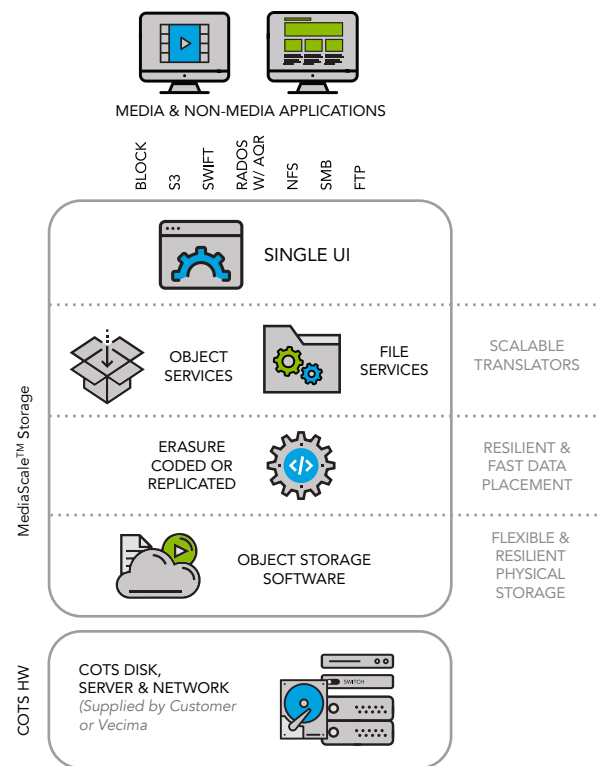 MEDIA & NON-MEDIA APPLICATIONS
BLOCK
S3
SWIFT
RADOS
W/ AQR
NFS
SMB
FTP
MediaScale™ Storage
SINGLE UI
OBJECT
SERVICES
FILE
SERVICES
SCALABLE
TRANSLATORS
ERASURE
CODED OR
REPLICATED
</>
RESILIENT &
FAST DATA
PLACEMENT
OBJECT STORAGE
SOFTWARE
FLEXIBLE &
RESILIENT
PHYSICAL
STORAGE
COTS HW
COTS DISK,
SERVER & NETWORK
(Supplied by Customer
or Vecima
SWITCH